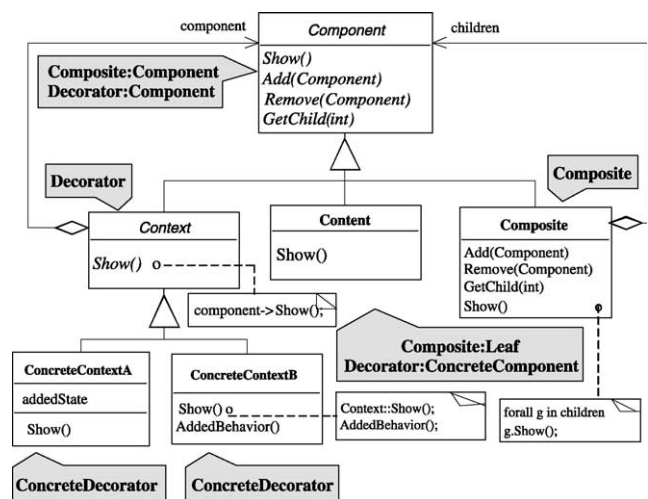 component
Component
children
Show()
Add(Component)
Remove(Component)
GetChild(int)
Composite:Component
Decorator:Component
Decorator
Composite
Context
Show() o
Content
Show()
Composite
Add(Component)
Remove(Component)
GetChild(int)
Show() o
component->Show();
Composite:Leaf
Decorator:ConcreteComponent
ConcreteContextA
addedState
Show()
ConcreteContextB
Show() o
AddedBehavior()
Context::Show();
AddedBehavior();
forall g in children
g.Show();
ConcreteDecorator
ConcreteDecorator